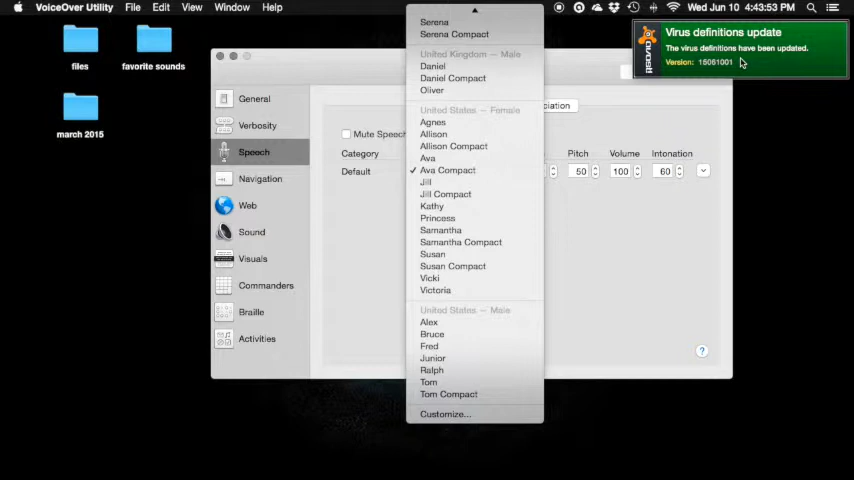 VoiceOver Utility File Edit View Window Help
Wed Jun 10 4:43:53 PM
Virus definitions update
The virus definitions have been updated.
Version: 15061001
avast!
files
favorite sounds
march 2015
General
Verbosity
Speech
Navigation
Web
Sound
Visuals
Commanders
Braille
Activities
ciation
Mute Speech
Category
Pitch Volume Intonation
Default
50 100 60
Serena
Serena Compact
United Kingdom — Male
Daniel
Daniel Compact
Oliver
United States — Female
Agnes
Allison
Allison Compact
Ava
✓ Ava Compact
Jill
Jill Compact
Kathy
Princess
Samantha
Samantha Compact
Susan
Susan Compact
Vicki
Victoria
United States — Male
Alex
Bruce
Fred
Junior
Ralph
Tom
Tom Compact
Customize...
?